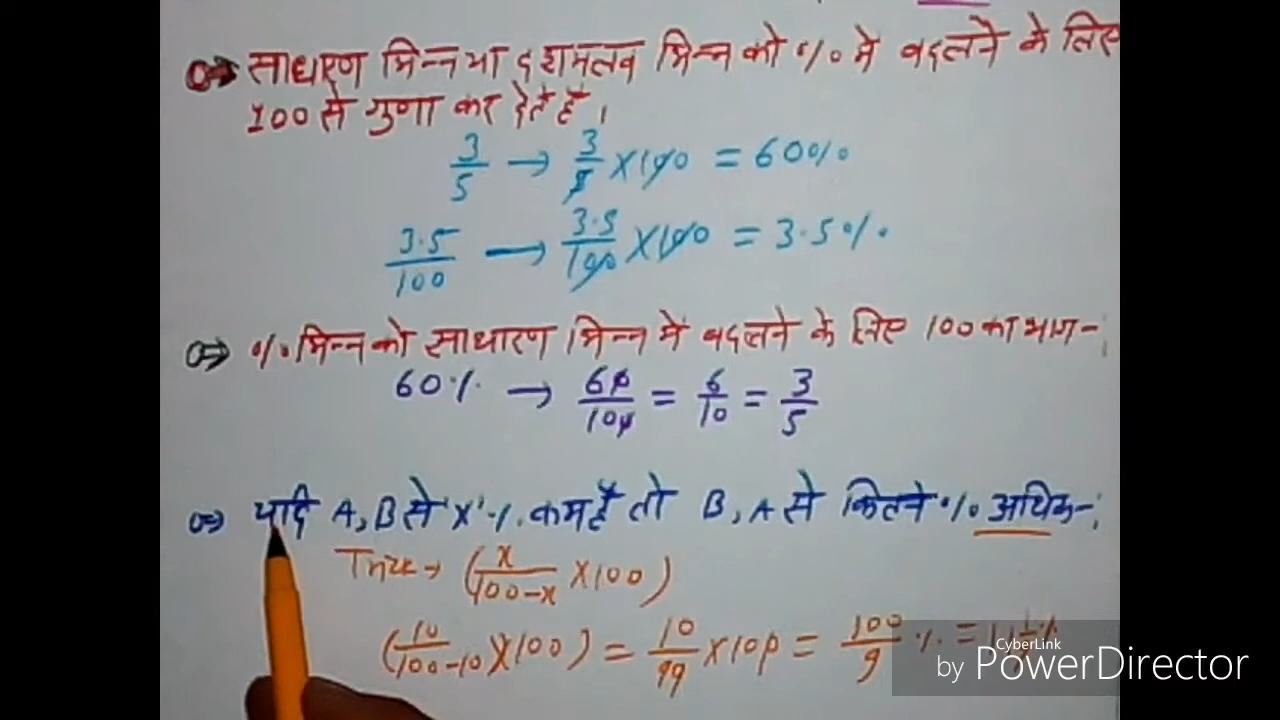 साधारण भिन्न या दशमलव भिन्न को % मे बदलने के लिए
100 से गुणा कर देते हैं ।
3/5 → 3/5 × 100 = 60%
3.5/100 → 3.5/100 × 100 = 3.5%
% भिन्न को साधारण भिन्न में बदलने के लिए 100 का भाग-:
60% → 60/100 = 6/10 = 3/5
यदि A, B से 'x' % कम है तो B, A से कितने % अधिक-:
Trick → (x/100-x × 100)
(10/100-10 × 100) = 10/90 × 100 = 100/9 % =
CyberLink
by PowerDirector